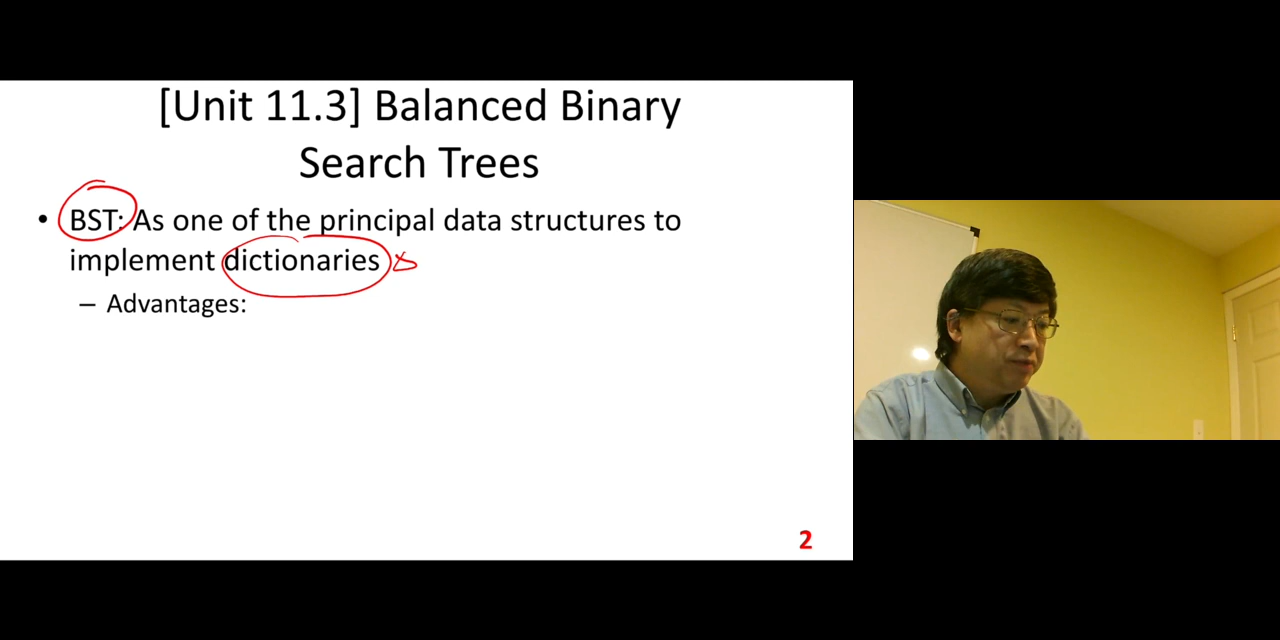 [Unit 11.3] Balanced Binary
Search Trees
• BST: As one of the principal data structures to
implement dictionaries
– Advantages:
2